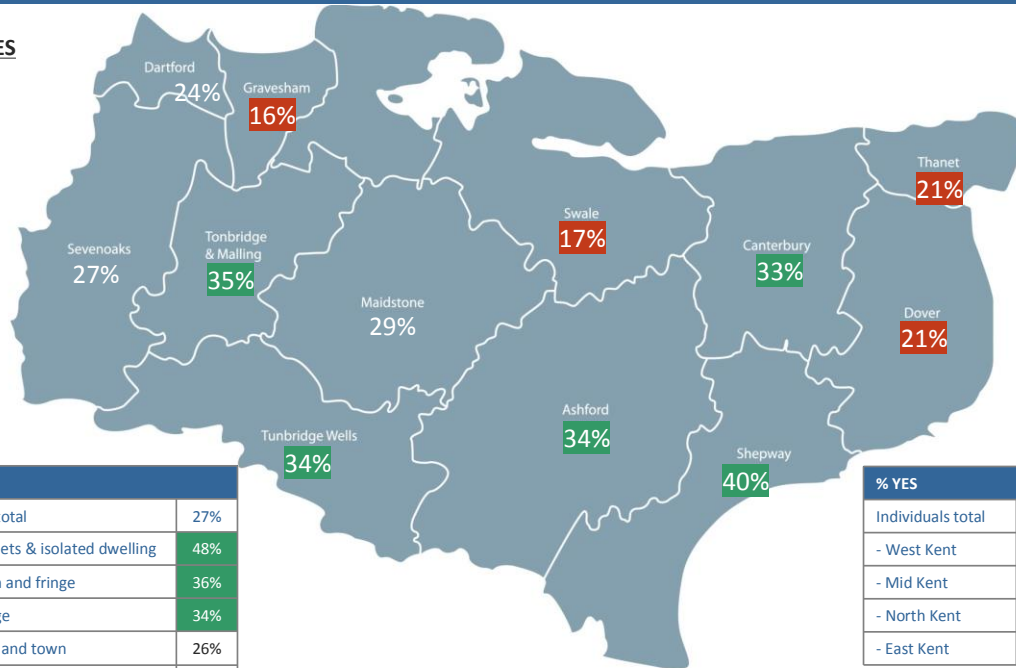 ES
Dartford
24%
Gravesham
16%
Thanet
21%
Swale
17%
Canterbury
33%
Sevenoaks
27%
Tonbridge
& Malling
35%
Maidstone
29%
Dover
21%
Tunbridge Wells
34%
Ashford
34%
Shepway
40%
otal 27%
ets & isolated dwelling 48%
and fringe 36%
ge 34%
and town 26%
% YES
Individuals total
- West Kent
- Mid Kent
- North Kent
- East Kent